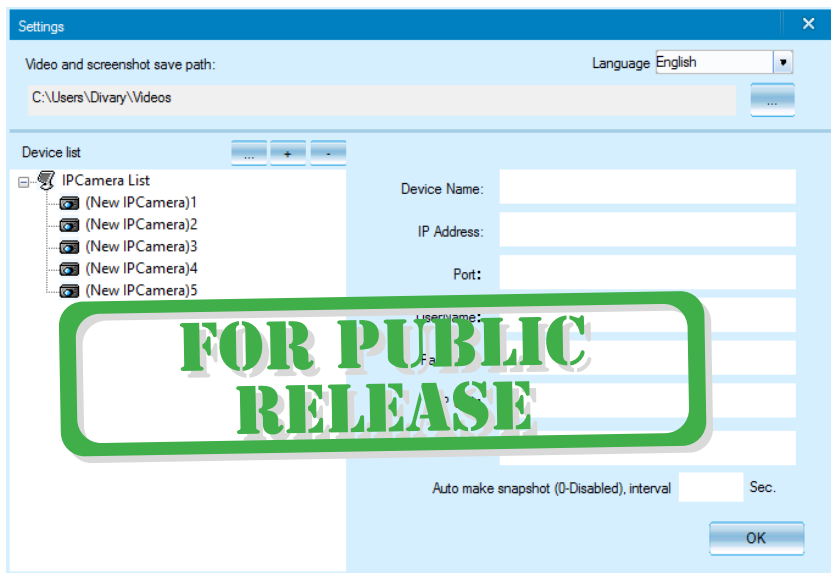 Settings
Video and screenshot save path:
Language English
C:\Users\Divary\Videos
...
Device list
... + -
IPCamera List
(New IPCamera)1
(New IPCamera)2
(New IPCamera)3
(New IPCamera)4
(New IPCamera)5
Device Name:
IP Address:
Port:
UserName:
FOR PUBLIC
RELEASE
Auto make snapshot (0-Disabled), interval Sec.
OK